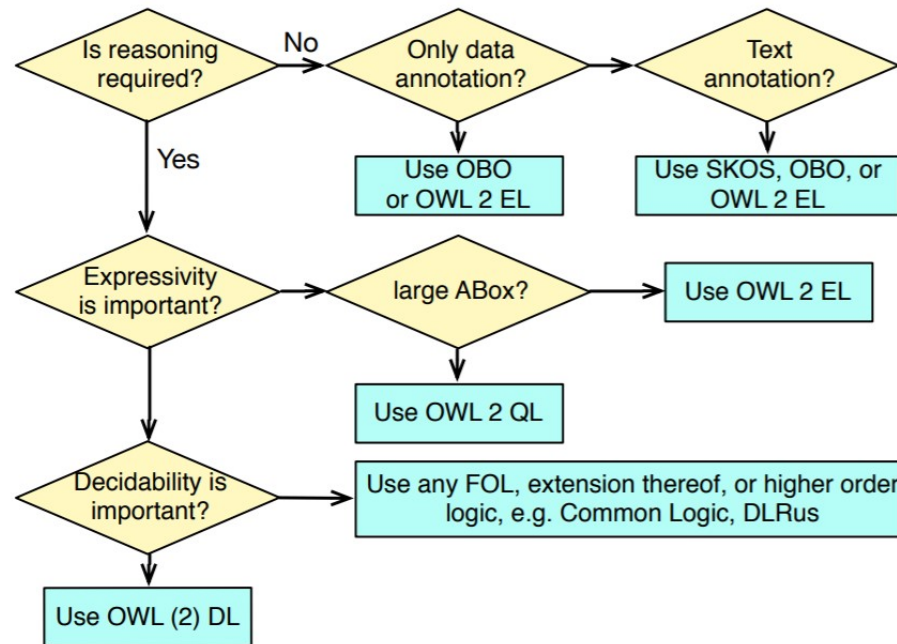 Is reasoning
required?
No
Only data
annotation?
Text
annotation?
Yes
Use OBO
or OWL 2 EL
Use SKOS, OBO, or
OWL 2 EL
Expressivity
is important?
large ABox?
Use OWL 2 EL
Use OWL 2 QL
Decidability is
important?
Use any FOL, extension thereof, or higher order
logic, e.g. Common Logic, DLRus
Use OWL (2) DL